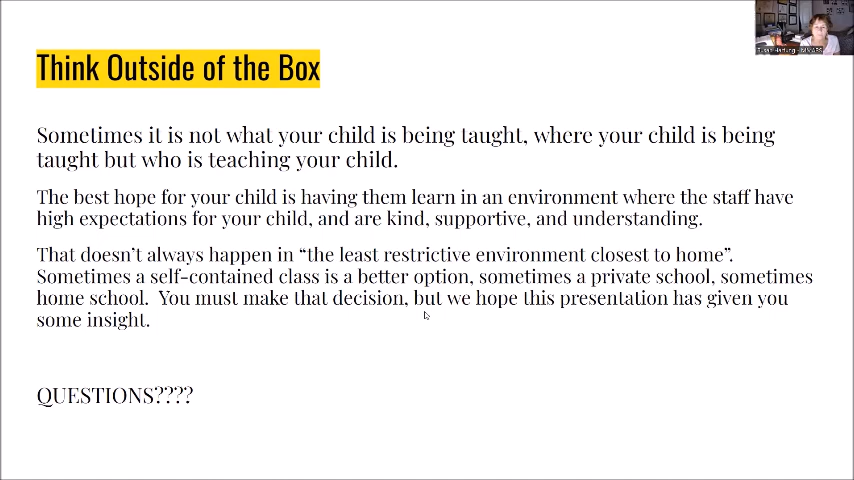 Think Outside of the Box
Sometimes it is not what your child is being taught, where your child is being
taught but who is teaching your child.
The best hope for your child is having them learn in an environment where the staff have
high expectations for your child, and are kind, supportive, and understanding.
That doesn’t always happen in “the least restrictive environment closest to home”.
Sometimes a self-contained class is a better option, sometimes a private school, sometimes
home school.  You must make that decision, but we hope this presentation has given you
some insight.
QUESTIONS????
Susan Hartung -